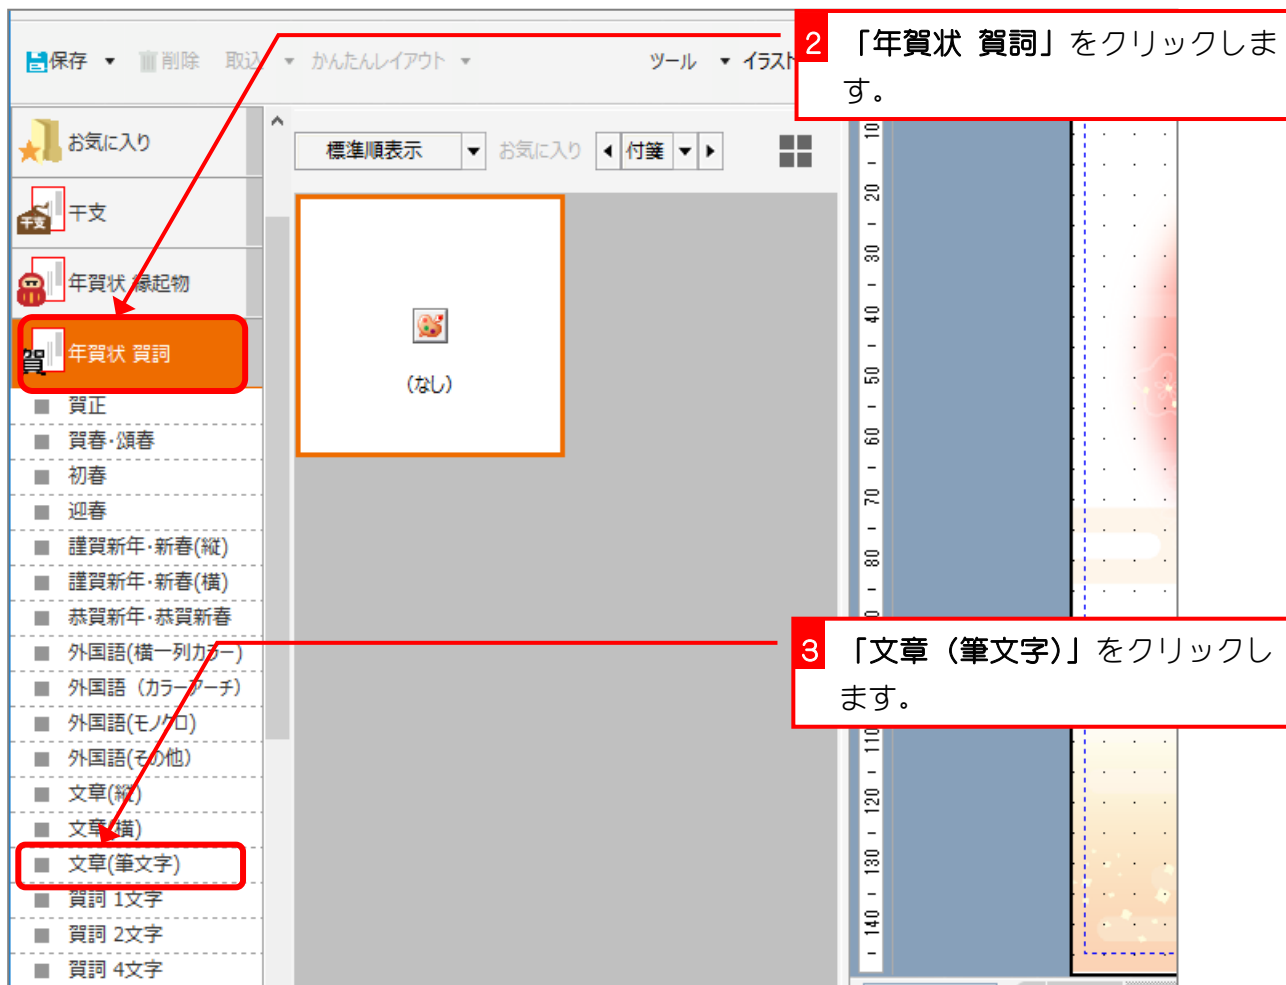 保存 ▼ 削除 取込 ▼ かんたんレイアウト ▼ ツール ▼ イラスト
2 「年賀状 賀詞」をクリックしま
す。
お気に入り
干支
干支
年賀状 縁起物
賀
年賀状 賀詞
賀正
賀春・頌春
初春
迎春
謹賀新年・新春(縦)
謹賀新年・新春(横)
恭賀新年・恭賀新春
外国語(横一列カラー)
外国語（カラーアーチ）
外国語(モノクロ)
外国語(その他)
文章(縦)
文章(横)
文章(筆文字)
賀詞 1文字
賀詞 2文字
賀詞 4文字
標準順表示 ▼ お気に入り ◀ 付箋 ▼ ▶
(なし)
10
20
30
40
50
60
70
80
3 「文章（筆文字）」をクリックし
ます。
110
120
130
140